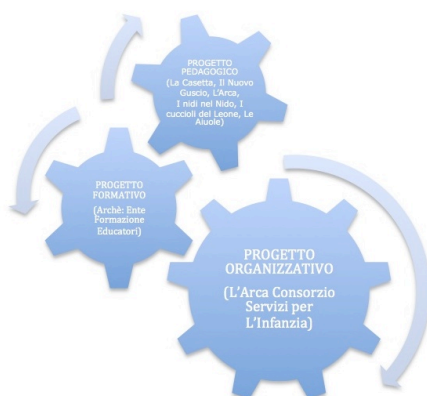 PROGETTO
PEDAGOGICO
(La Casetta, Il Nuovo
Guscio, L'Arca,
I nidi nel Nido, I
cuccioli del Leone, Le
Aiuole)
PROGETTO
FORMATIVO
(Archè: Ente
Formazione
Educatori)
PROGETTO
ORGANIZZATIVO
(L'Arca Consorzio
Servizi per
L'Infanzia)